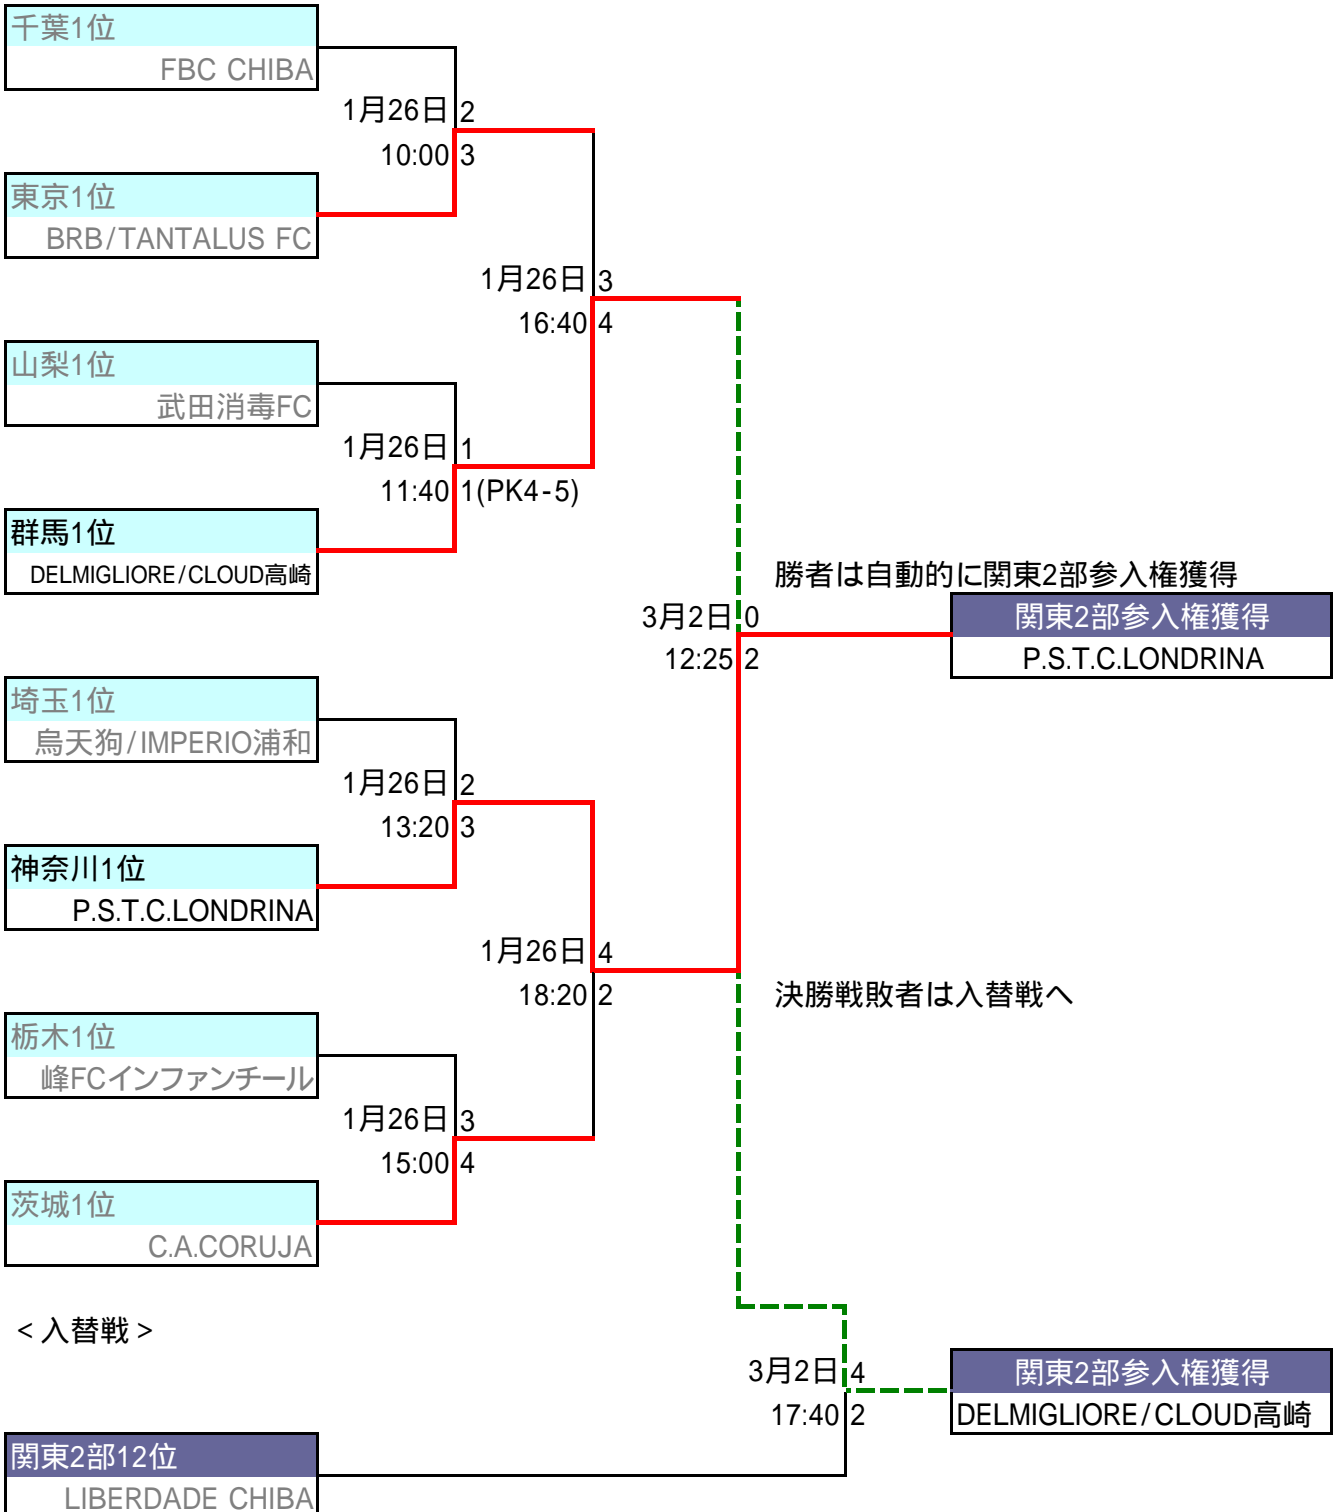 千葉1位
FBC CHIBA
1月26日 2
10:00 3
東京1位
BRB/TANTALUS FC
1月26日 3
16:40 4
山梨1位
武田消毒FC
1月26日 1
11:40 1(PK4-5)
群馬1位
DELMIGLIORE/CLOUD高崎
勝者は自動的に関東2部参入権獲得
3月2日 0
12:25 2
関東2部参入権獲得
P.S.T.C.LONDRINA
埼玉1位
烏天狗/IMPERIO浦和
1月26日 2
13:20 3
神奈川1位
P.S.T.C.LONDRINA
1月26日 4
18:20 2
決勝戦敗者は入替戦へ
栃木1位
峰FCインファンチール
1月26日 3
15:00 4
茨城1位
C.A.CORUJA
<入替戦>
3月2日 4
17:40 2
関東2部参入権獲得
DELMIGLIORE/CLOUD高崎
関東2部12位
LIBERDADE CHIBA